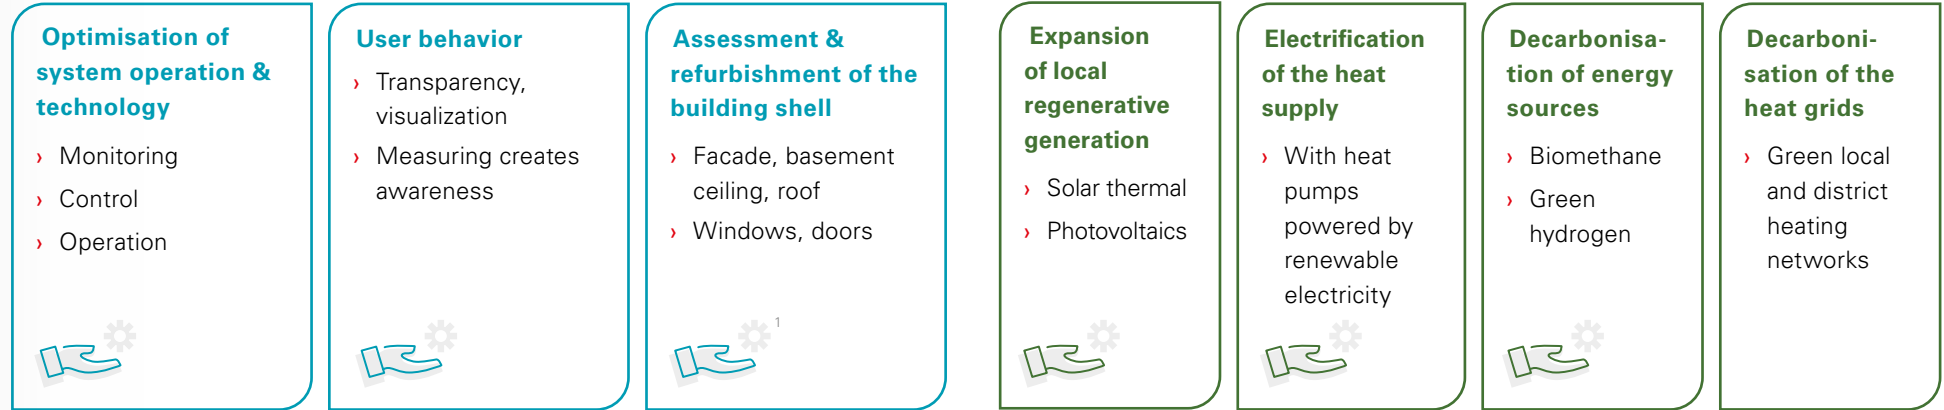 Optimisation of
system operation &
technology
› Monitoring
› Control
› Operation
User behavior
› Transparency,
visualization
› Measuring creates
awareness
Assessment &
refurbishment of the
building shell
› Facade, basement
ceiling, roof
› Windows, doors
1
Expansion
of local
regenerative
generation
› Solar thermal
› Photovoltaics
Electrification
of the heat
supply
› With heat
pumps
powered by
renewable
electricity
Decarbonisa-
tion of energy
sources
› Biomethane
› Green
hydrogen
Decarboni-
sation of the
heat grids
› Green local
and district
heating
networks